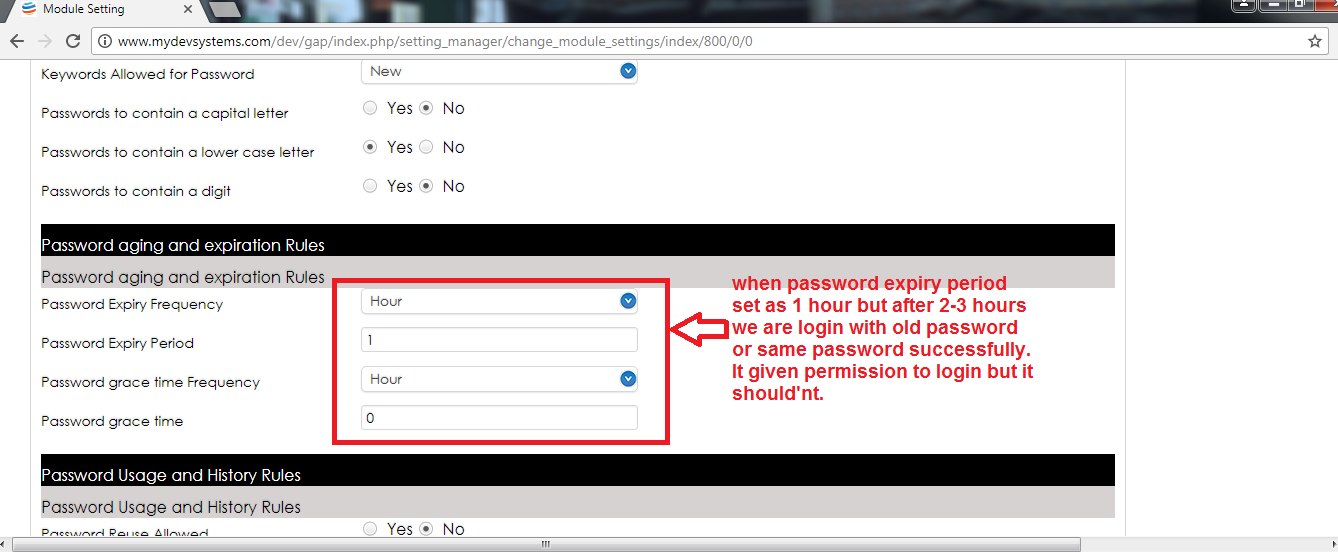 Module Setting
www.mydevsystems.com/dev/gap/index.php/setting_manager/change_module_settings/index/800/0/0
Keywords Allowed for Password New
Passwords to contain a capital letter Yes No
Passwords to contain a lower case letter Yes No
Passwords to contain a digit Yes No
Password aging and expiration Rules
Password aging and expiration Rules
Password Expiry Frequency Hour
Password Expiry Period 1
Password grace time Frequency Hour
Password grace time 0
when password expiry period
set as 1 hour but after 2-3 hours
we are login with old password
or same password successfully.
It given permission to login but it
should'nt.
Password Usage and History Rules
Password Usage and History Rules
Password Reuse Allowed Yes No